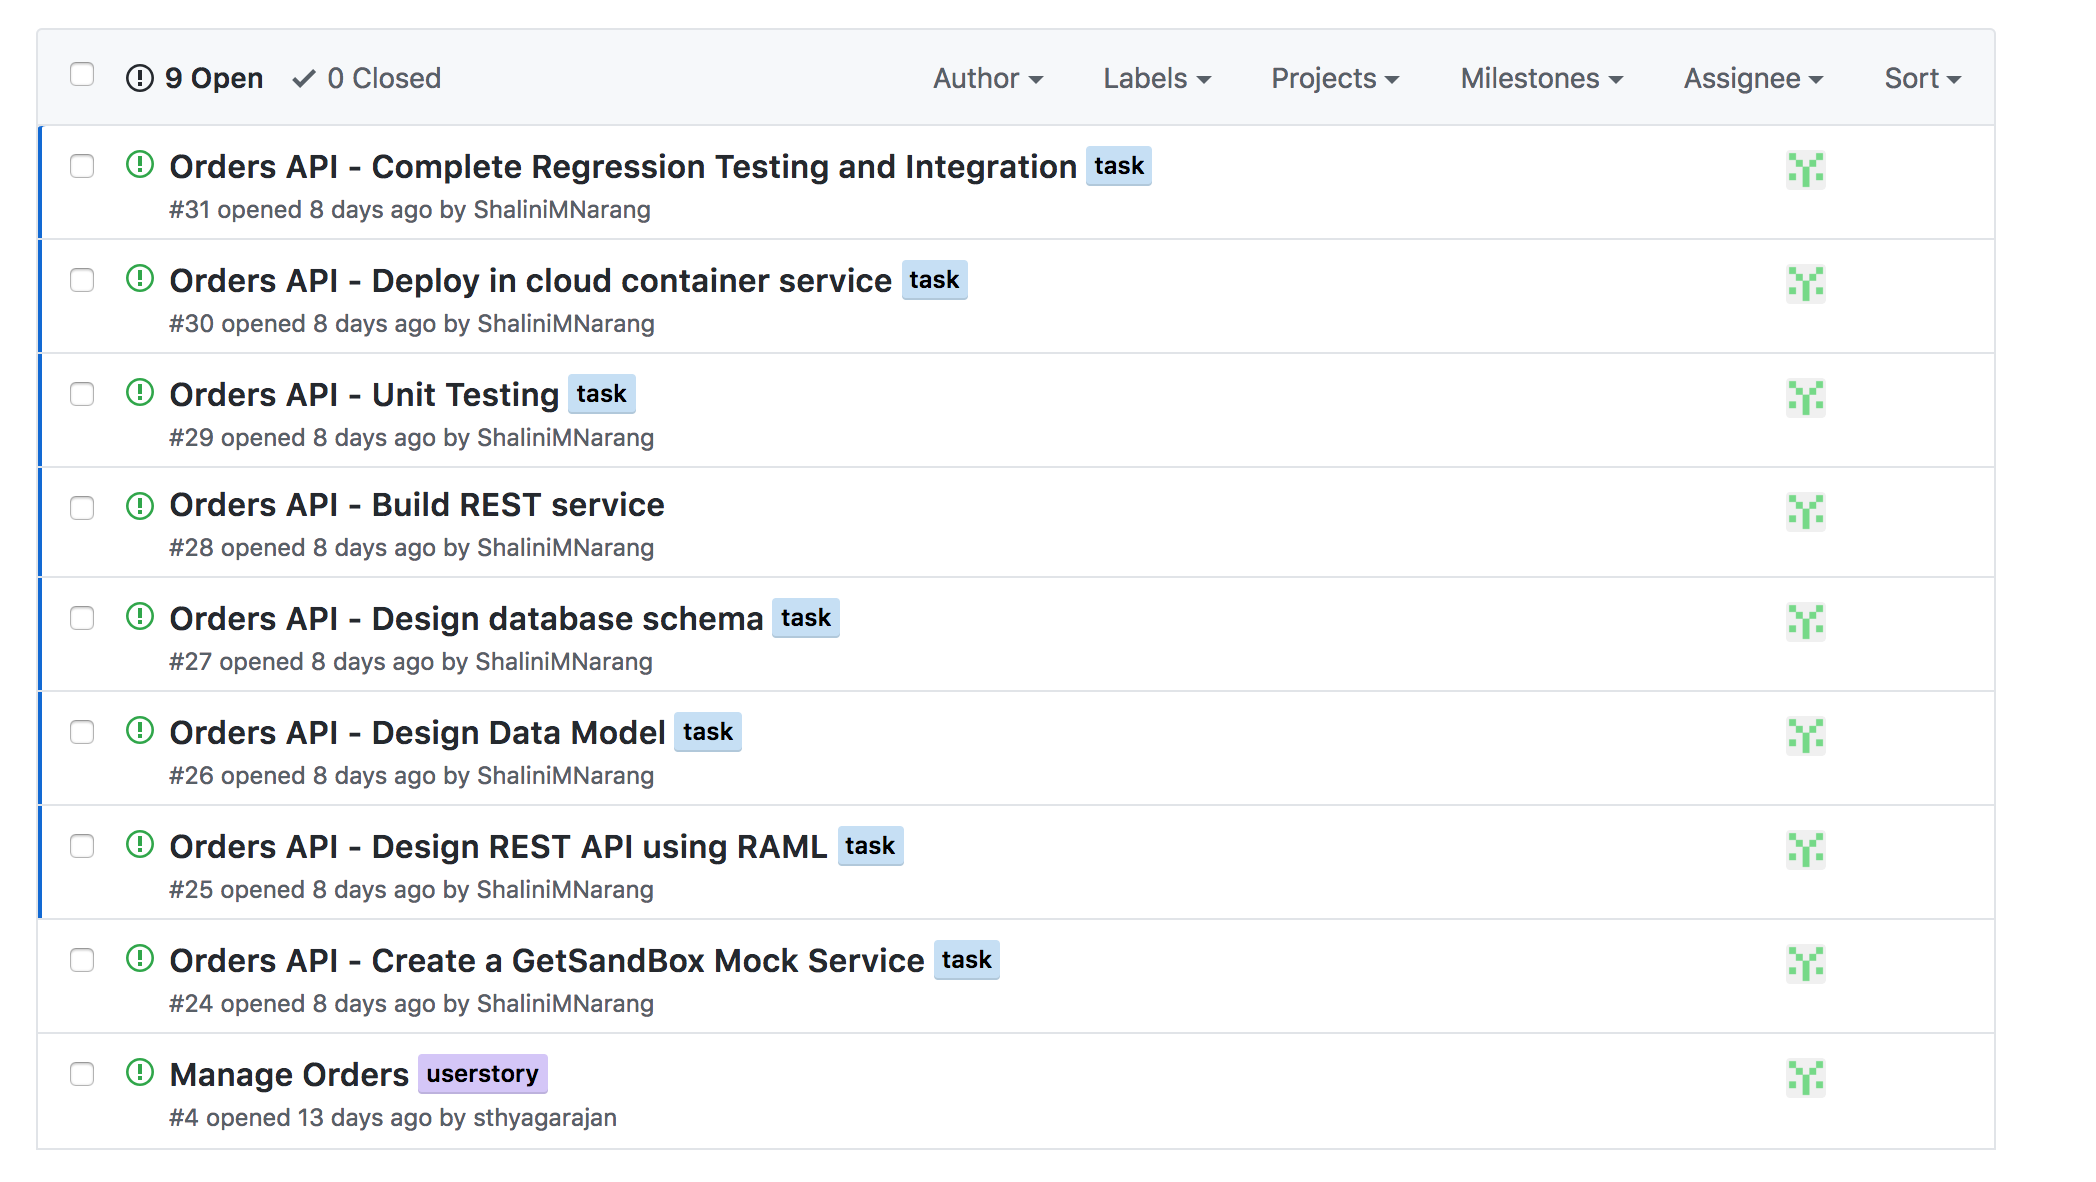 9 Open 0 Closed Author Labels Projects Milestones Assignee Sort
Orders API - Complete Regression Testing and Integration task
#31 opened 8 days ago by ShaliniMNarang
Orders API - Deploy in cloud container service task
#30 opened 8 days ago by ShaliniMNarang
Orders API - Unit Testing task
#29 opened 8 days ago by ShaliniMNarang
Orders API - Build REST service
#28 opened 8 days ago by ShaliniMNarang
Orders API - Design database schema task
#27 opened 8 days ago by ShaliniMNarang
Orders API - Design Data Model task
#26 opened 8 days ago by ShaliniMNarang
Orders API - Design REST API using RAML task
#25 opened 8 days ago by ShaliniMNarang
Orders API - Create a GetSandBox Mock Service task
#24 opened 8 days ago by ShaliniMNarang
Manage Orders userstory
#4 opened 13 days ago by sthyagarajan